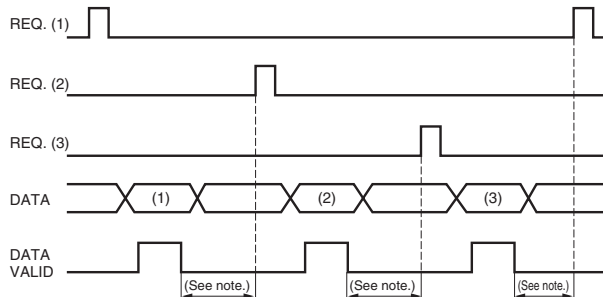 REQ. (1)
REQ. (2)
REQ. (3)
DATA
(1)
(2)
(3)
DATA
VALID
(See note.)
(See note.)
(See note.)